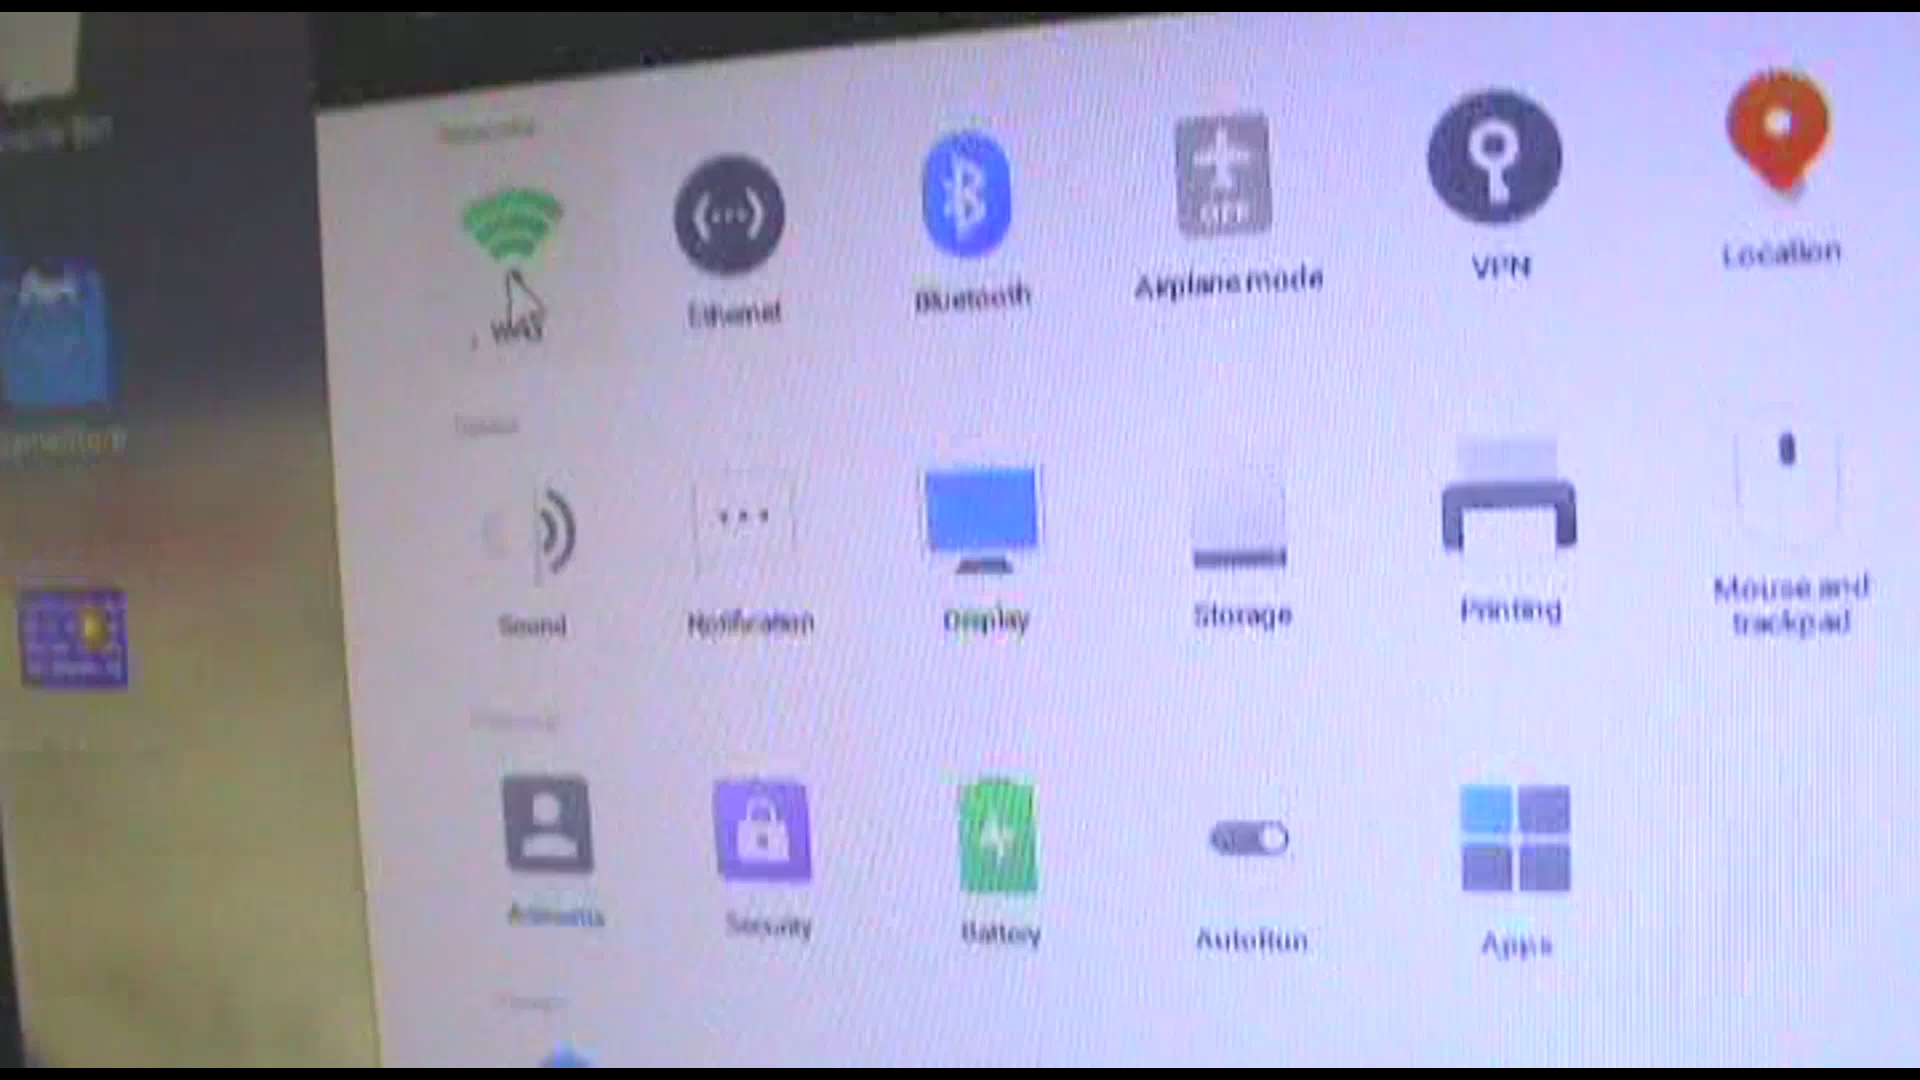 WiFi
Ethernet
Bluetooth
OFF
Airplane mode
VPN
Location
Sound
Notification
Display
Storage
Printing
Mouse and
trackpad
Accounts
Security
Battery
AutoRun
Apps